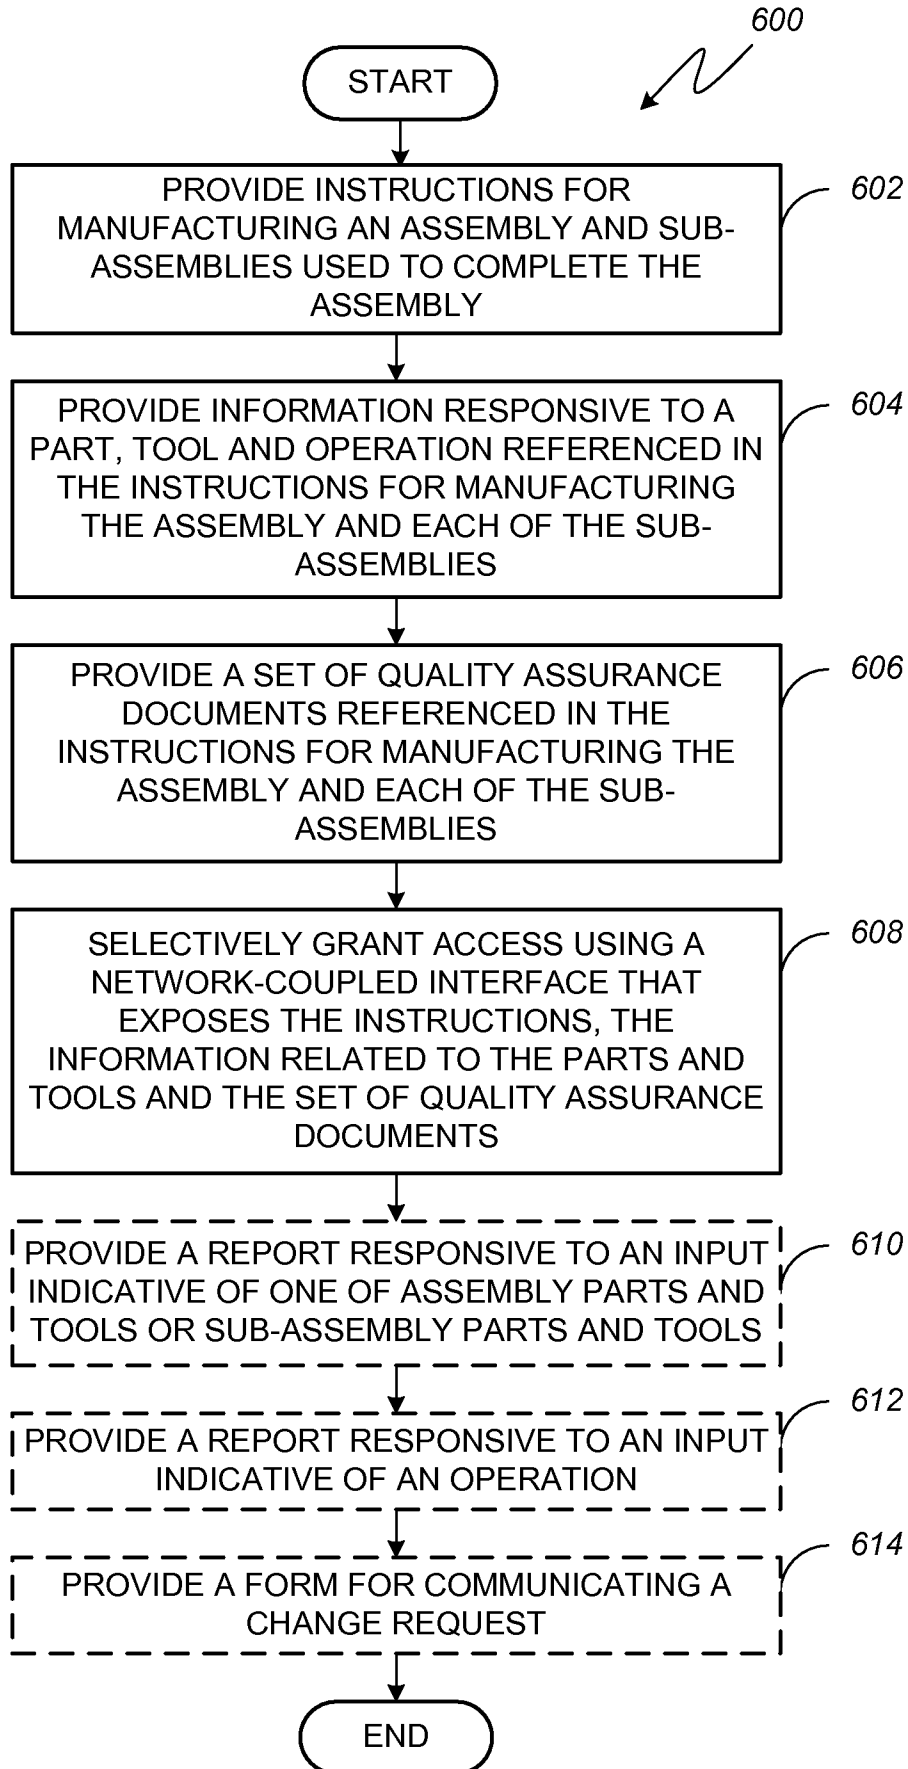 600
START
PROVIDE INSTRUCTIONS FOR
MANUFACTURING AN ASSEMBLY AND SUB-
ASSEMBLIES USED TO COMPLETE THE
ASSEMBLY
602
PROVIDE INFORMATION RESPONSIVE TO A
PART, TOOL AND OPERATION REFERENCED IN
THE INSTRUCTIONS FOR MANUFACTURING
THE ASSEMBLY AND EACH OF THE SUB-
ASSEMBLIES
604
PROVIDE A SET OF QUALITY ASSURANCE
DOCUMENTS REFERENCED IN THE
INSTRUCTIONS FOR MANUFACTURING THE
ASSEMBLY AND EACH OF THE SUB-
ASSEMBLIES
606
SELECTIVELY GRANT ACCESS USING A
NETWORK-COUPLED INTERFACE THAT
EXPOSES THE INSTRUCTIONS, THE
INFORMATION RELATED TO THE PARTS AND
TOOLS AND THE SET OF QUALITY ASSURANCE
DOCUMENTS
608
PROVIDE A REPORT RESPONSIVE TO AN INPUT
INDICATIVE OF ONE OF ASSEMBLY PARTS AND
TOOLS OR SUB-ASSEMBLY PARTS AND TOOLS
610
PROVIDE A REPORT RESPONSIVE TO AN INPUT
INDICATIVE OF AN OPERATION
612
PROVIDE A FORM FOR COMMUNICATING A
CHANGE REQUEST
614
END